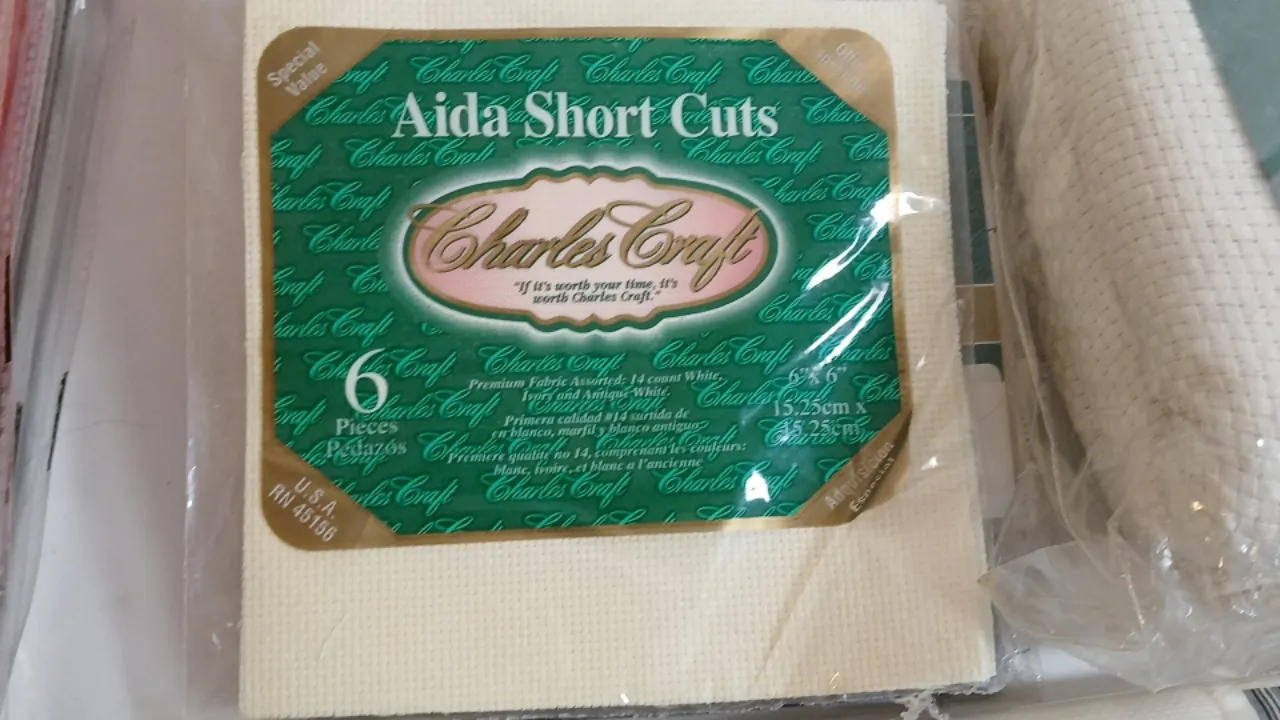 Special
Value
Aida Short Cuts
Charles Craft
"If it's worth your time, it's
worth Charles Craft."
6
Pieces
Pedazos
Premium Fabric Assorted: 14 count White,
Ivory and Antique White.
Primera calidad #14 surtida de
en blanco, marfil y blanco antiguo
Premiere qualite no 14, comprenant les couleurs:
blanc, ivoire, et blanc a l'ancienne
6" x 6"
15.25cm x
15.25cm
U.S.A.
RN 45156
Adquisicion
Especial